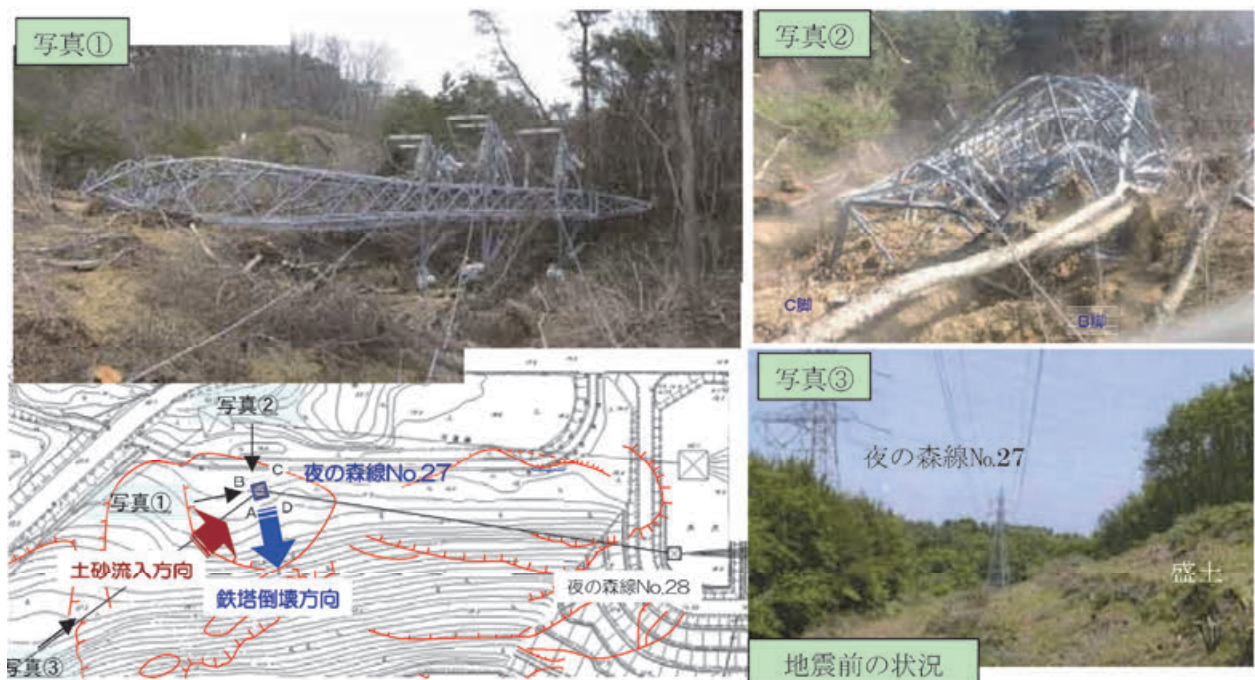 写真①
写真②
C脚
B脚
写真②
C
夜の森線No.27
B
写真①
A
D
土砂流入方向
鉄塔倒壊方向
夜の森線No.28
写真③
写真③
夜の森線No.27
盛土
地震前の状況